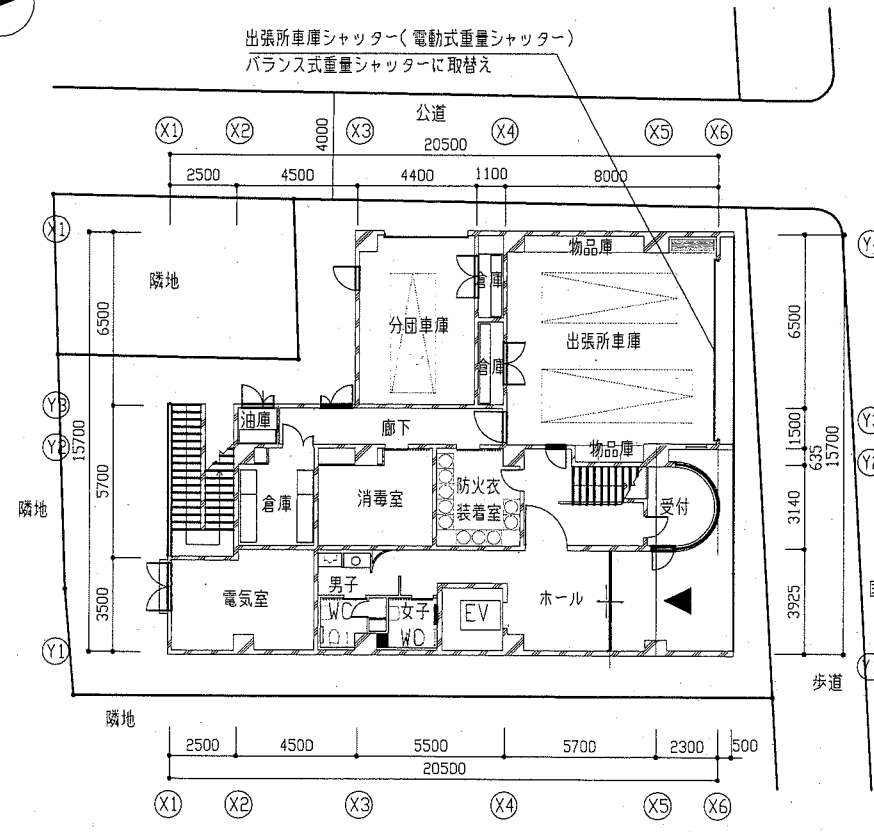 出張所車庫シャッター(電動式重量シャッター)
バランス式重量シャッターに取替え
公道
X1 X2 X3 X4 X5 X6
4000
20500
2500 4500 4400 1100 8000
X1
隣地
6500
分団車庫
倉庫
倉庫
物品庫
出張所車庫
6500
Y3
油庫
廊下
1500
Y2
15700
物品庫
635
15700
5700
隣地
倉庫
消毒室
防火衣
装着室
受付
3140
3500
電気室
男子
WC
女子
WC
EV
ホール
3925
Y1
歩道
隣地
2500 4500 5500 5700 2300 500
20500
X1 X2 X3 X4 X5 X6